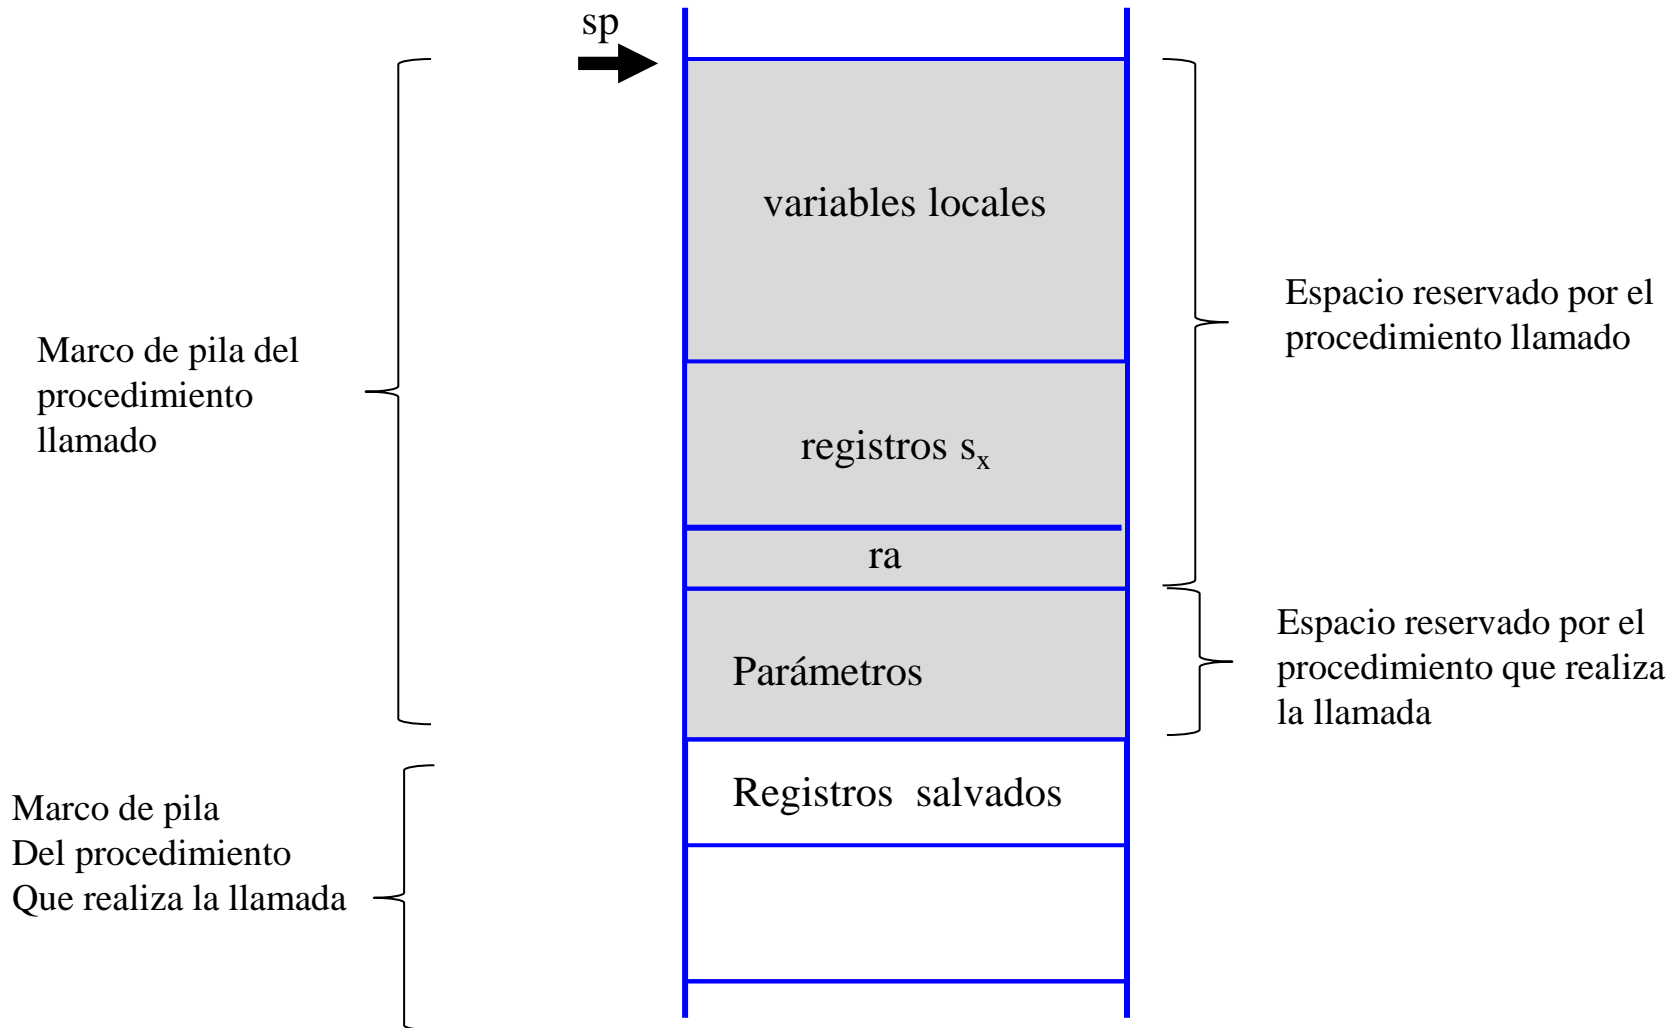 sp
variables locales
Espacio reservado por el
procedimiento llamado
Marco de pila del
procedimiento
llamado
registros sₓ
ra
Espacio reservado por el
procedimiento que realiza
la llamada
Parámetros
Registros salvados
Marco de pila
Del procedimiento
Que realiza la llamada